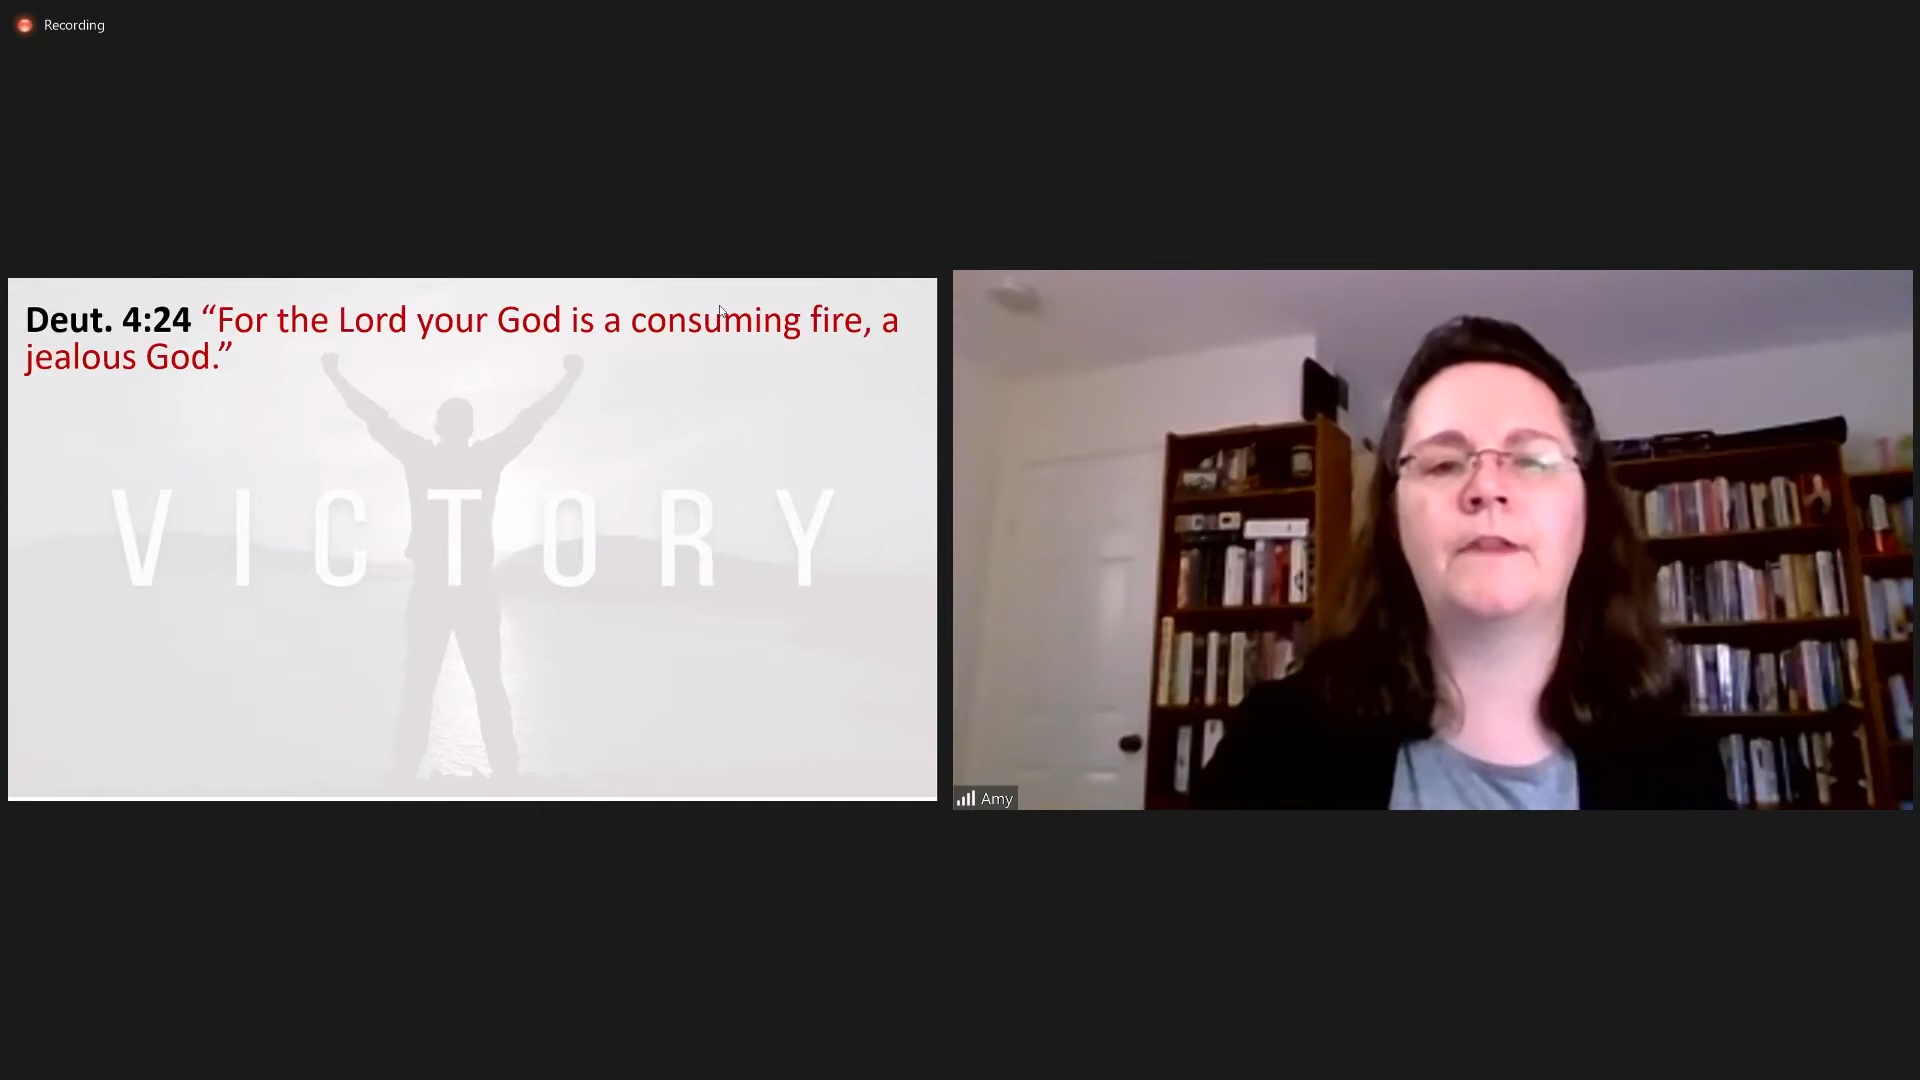 Recording
Deut. 4:24 “For the Lord your God is a consuming fire, a
jealous God.”
VICTORY
Amy